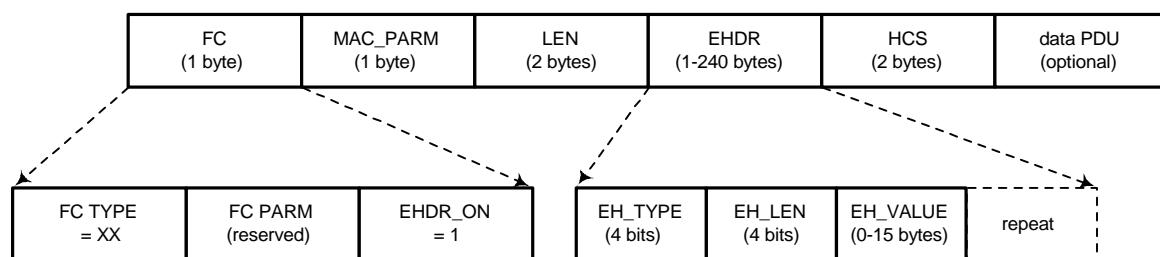 FC
(1 byte)
MAC_PARM
(1 byte)
LEN
(2 bytes)
EHDR
(1-240 bytes)
HCS
(2 bytes)
data PDU
(optional)
FC TYPE
= XX
FC PARM
(reserved)
EHDR_ON
= 1
EH_TYPE
(4 bits)
EH_LEN
(4 bits)
EH_VALUE
(0-15 bytes)
repeat